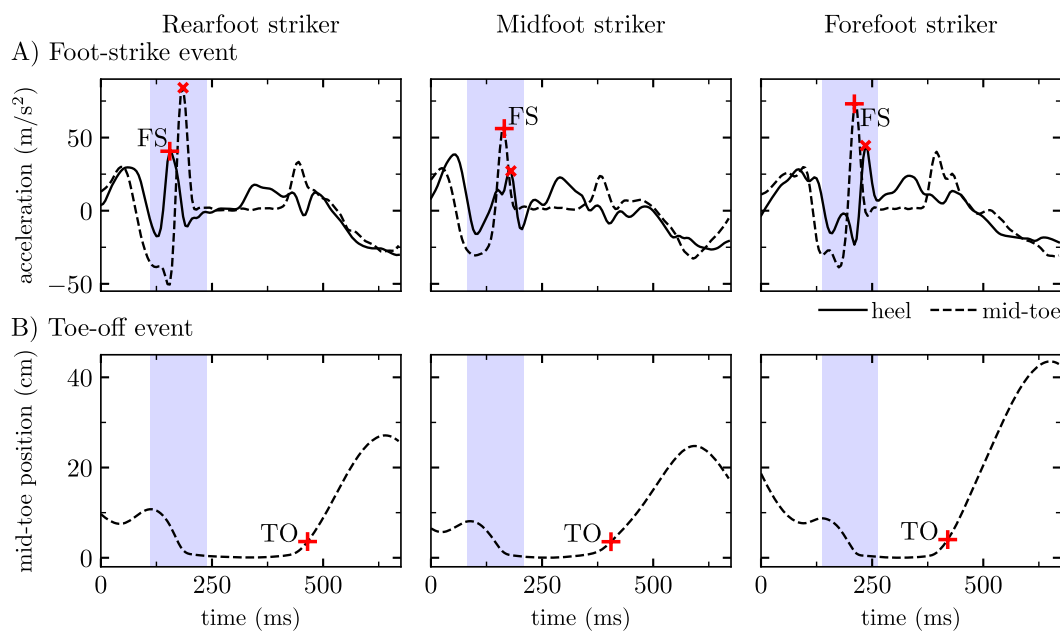 Rearfoot striker Midfoot striker Forefoot striker
A) Foot-strike event
acceleration (m/s²)
50
0
−50
FS
FS
FS
heel mid-toe
B) Toe-off event
mid-toe position (cm)
40
20
0
TO
TO
TO
0 250 500 0 250 500 0 250 500
time (ms) time (ms) time (ms)